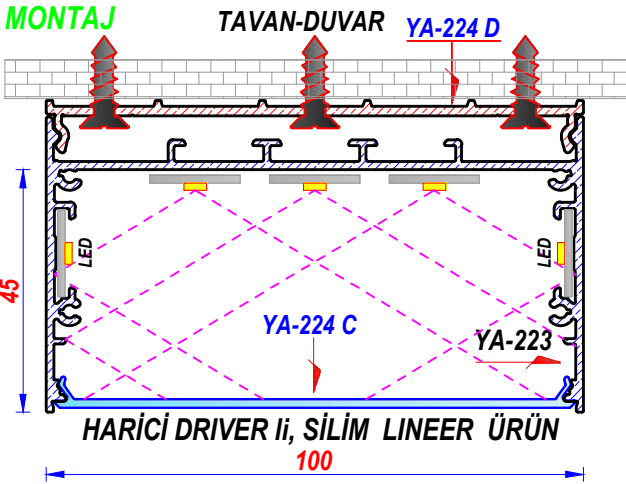 MONTAJ
TAVAN-DUVAR
YA-224 D
LED
LED
45
YA-224 C
YA-223
HARİCİ DRIVER li, SİLİM LINEER ÜRÜN
100